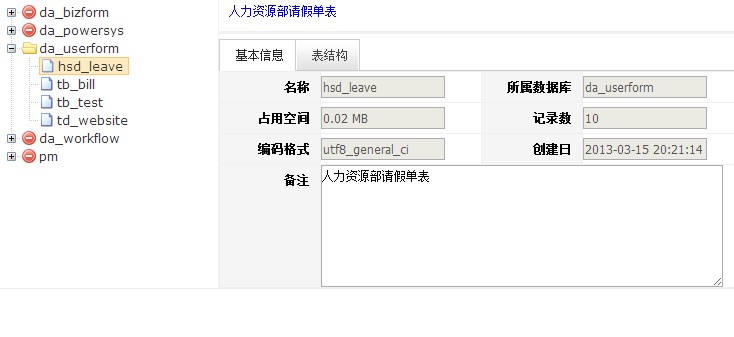 da_bizform
da_powersys
da_userform
hsd_leave
tb_bill
tb_test
td_website
da_workflow
pm
人力资源部请假单表
基本信息 表结构
名称 hsd_leave 所属数据库 da_userform
占用空间 0.02 MB 记录数 10
编码格式 utf8_general_ci 创建日 2013-03-15 20:21:14
备注 人力资源部请假单表